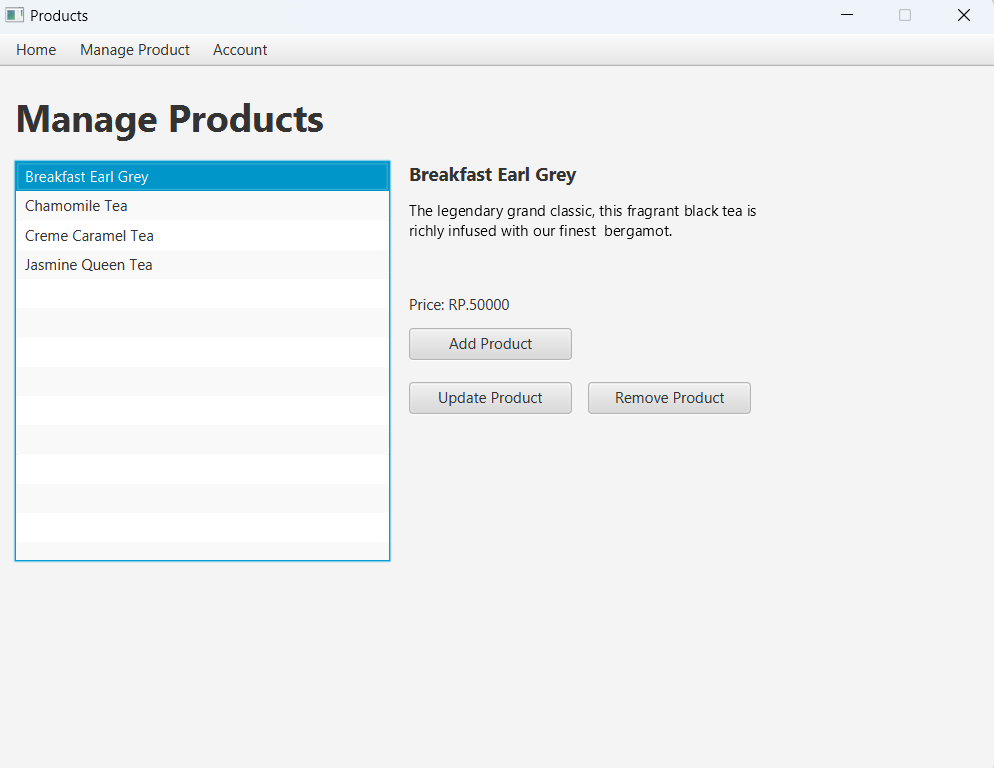 Products
Home Manage Product Account
Manage Products
Breakfast Earl Grey
Chamomile Tea
Creme Caramel Tea
Jasmine Queen Tea
Breakfast Earl Grey
The legendary grand classic, this fragrant black tea is
richly infused with our finest  bergamot.
Price: RP.50000
Add Product
Update Product Remove Product